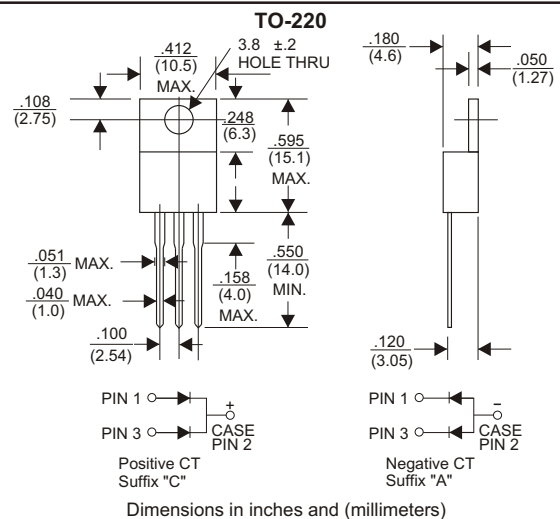 TO-220
.412
(10.5)
MAX.
3.8 ±.2
HOLE THRU
.108
(2.75)
.248
(6.3)
.595
(15.1)
MAX.
.051
(1.3) MAX.
.040
(1.0) MAX.
.158
(4.0)
MAX.
.550
(14.0)
MIN.
.100
(2.54)
.180
(4.6)
.050
(1.27)
.120
(3.05)
PIN 1
+
PIN 3
CASE
PIN 2
Positive CT
Suffix "C"
PIN 1
−
PIN 3
CASE
PIN 2
Negative CT
Suffix "A"
Dimensions in inches and (millimeters)